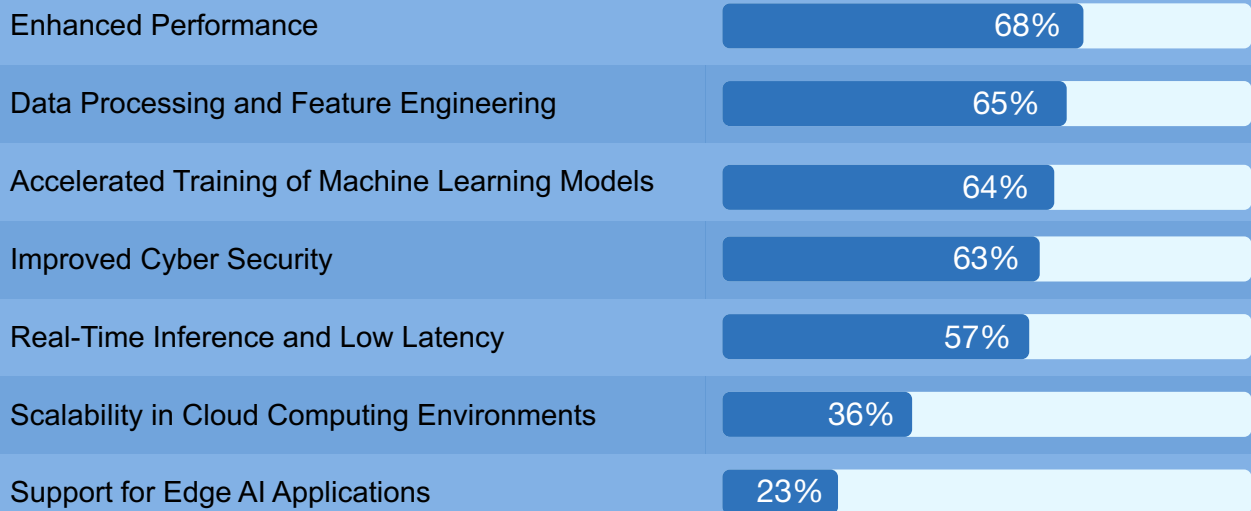 Enhanced Performance 68%
Data Processing and Feature Engineering 65%
Accelerated Training of Machine Learning Models 64%
Improved Cyber Security 63%
Real-Time Inference and Low Latency 57%
Scalability in Cloud Computing Environments 36%
Support for Edge AI Applications 23%